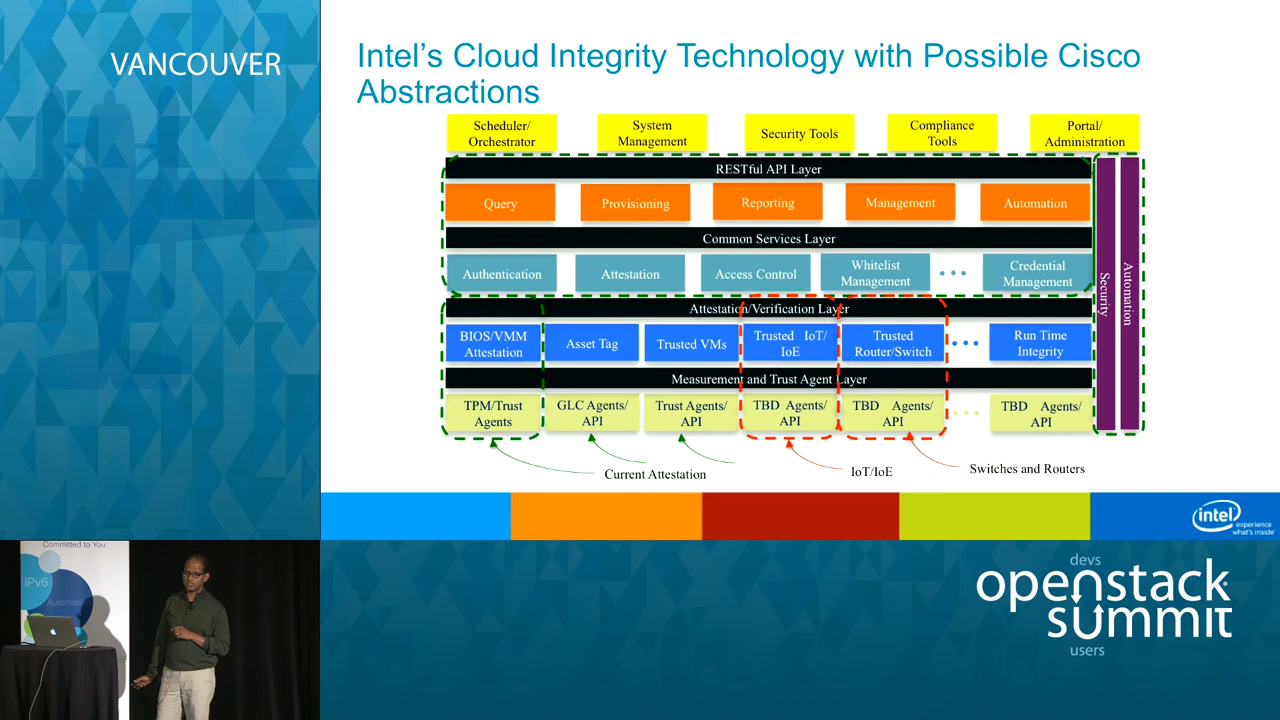 VANCOUVER
Intel's Cloud Integrity Technology with Possible Cisco
Abstractions
Scheduler/
Orchestrator
System
Management
Security Tools
Compliance
Tools
Portal/
Administration
RESTful API Layer
Query
Provisioning
Reporting
Management
Automation
Common Services Layer
Authentication
Attestation
Access Control
Whitelist
Management
Credential
Management
Security
Automation
Attestation/Verification Layer
BIOS/VMM
Attestation
Asset Tag
Trusted VMs
Trusted IoT/
IoE
Trusted
Router/Switch
Run Time
Integrity
Measurement and Trust Agent Layer
TPM/Trust
Agents
GLC Agents/
API
Trust Agents/
API
TBD Agents/
API
TBD Agents/
API
TBD Agents/
API
Current Attestation
IoT/IoE
Switches and Routers
intel
experience
what's inside
Committed to You.
IPv6
Automatic
devs
openstack
summit
users